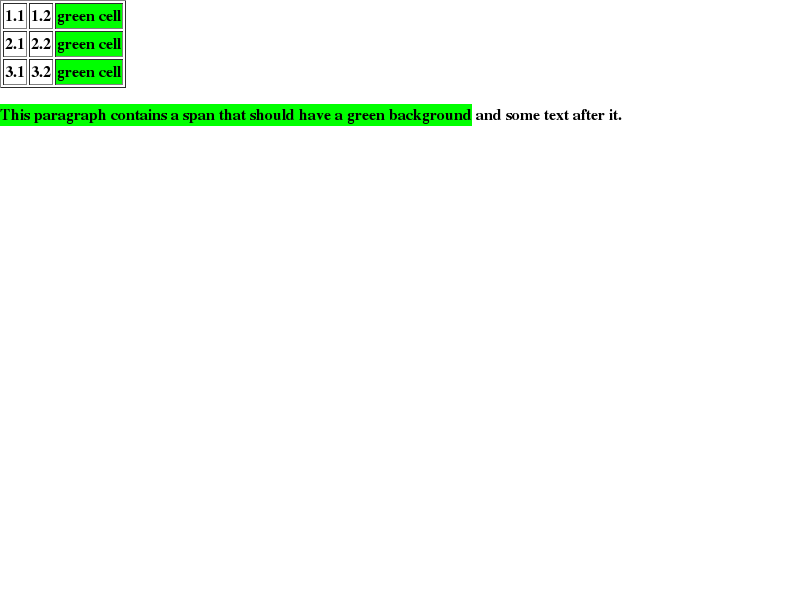 1.1 1.2 green cell
2.1 2.2 green cell
3.1 3.2 green cell
This paragraph contains a span that should have a green background and some text after it.